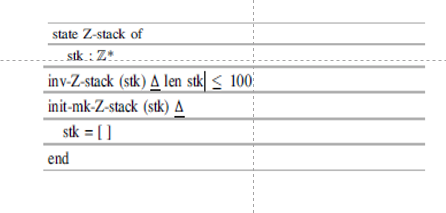 state Z-stack of
stk : ℤ*
inv-Z-stack (stk) Δ len stk ≤ 100
init-mk-Z-stack (stk) Δ
stk = [ ]
end